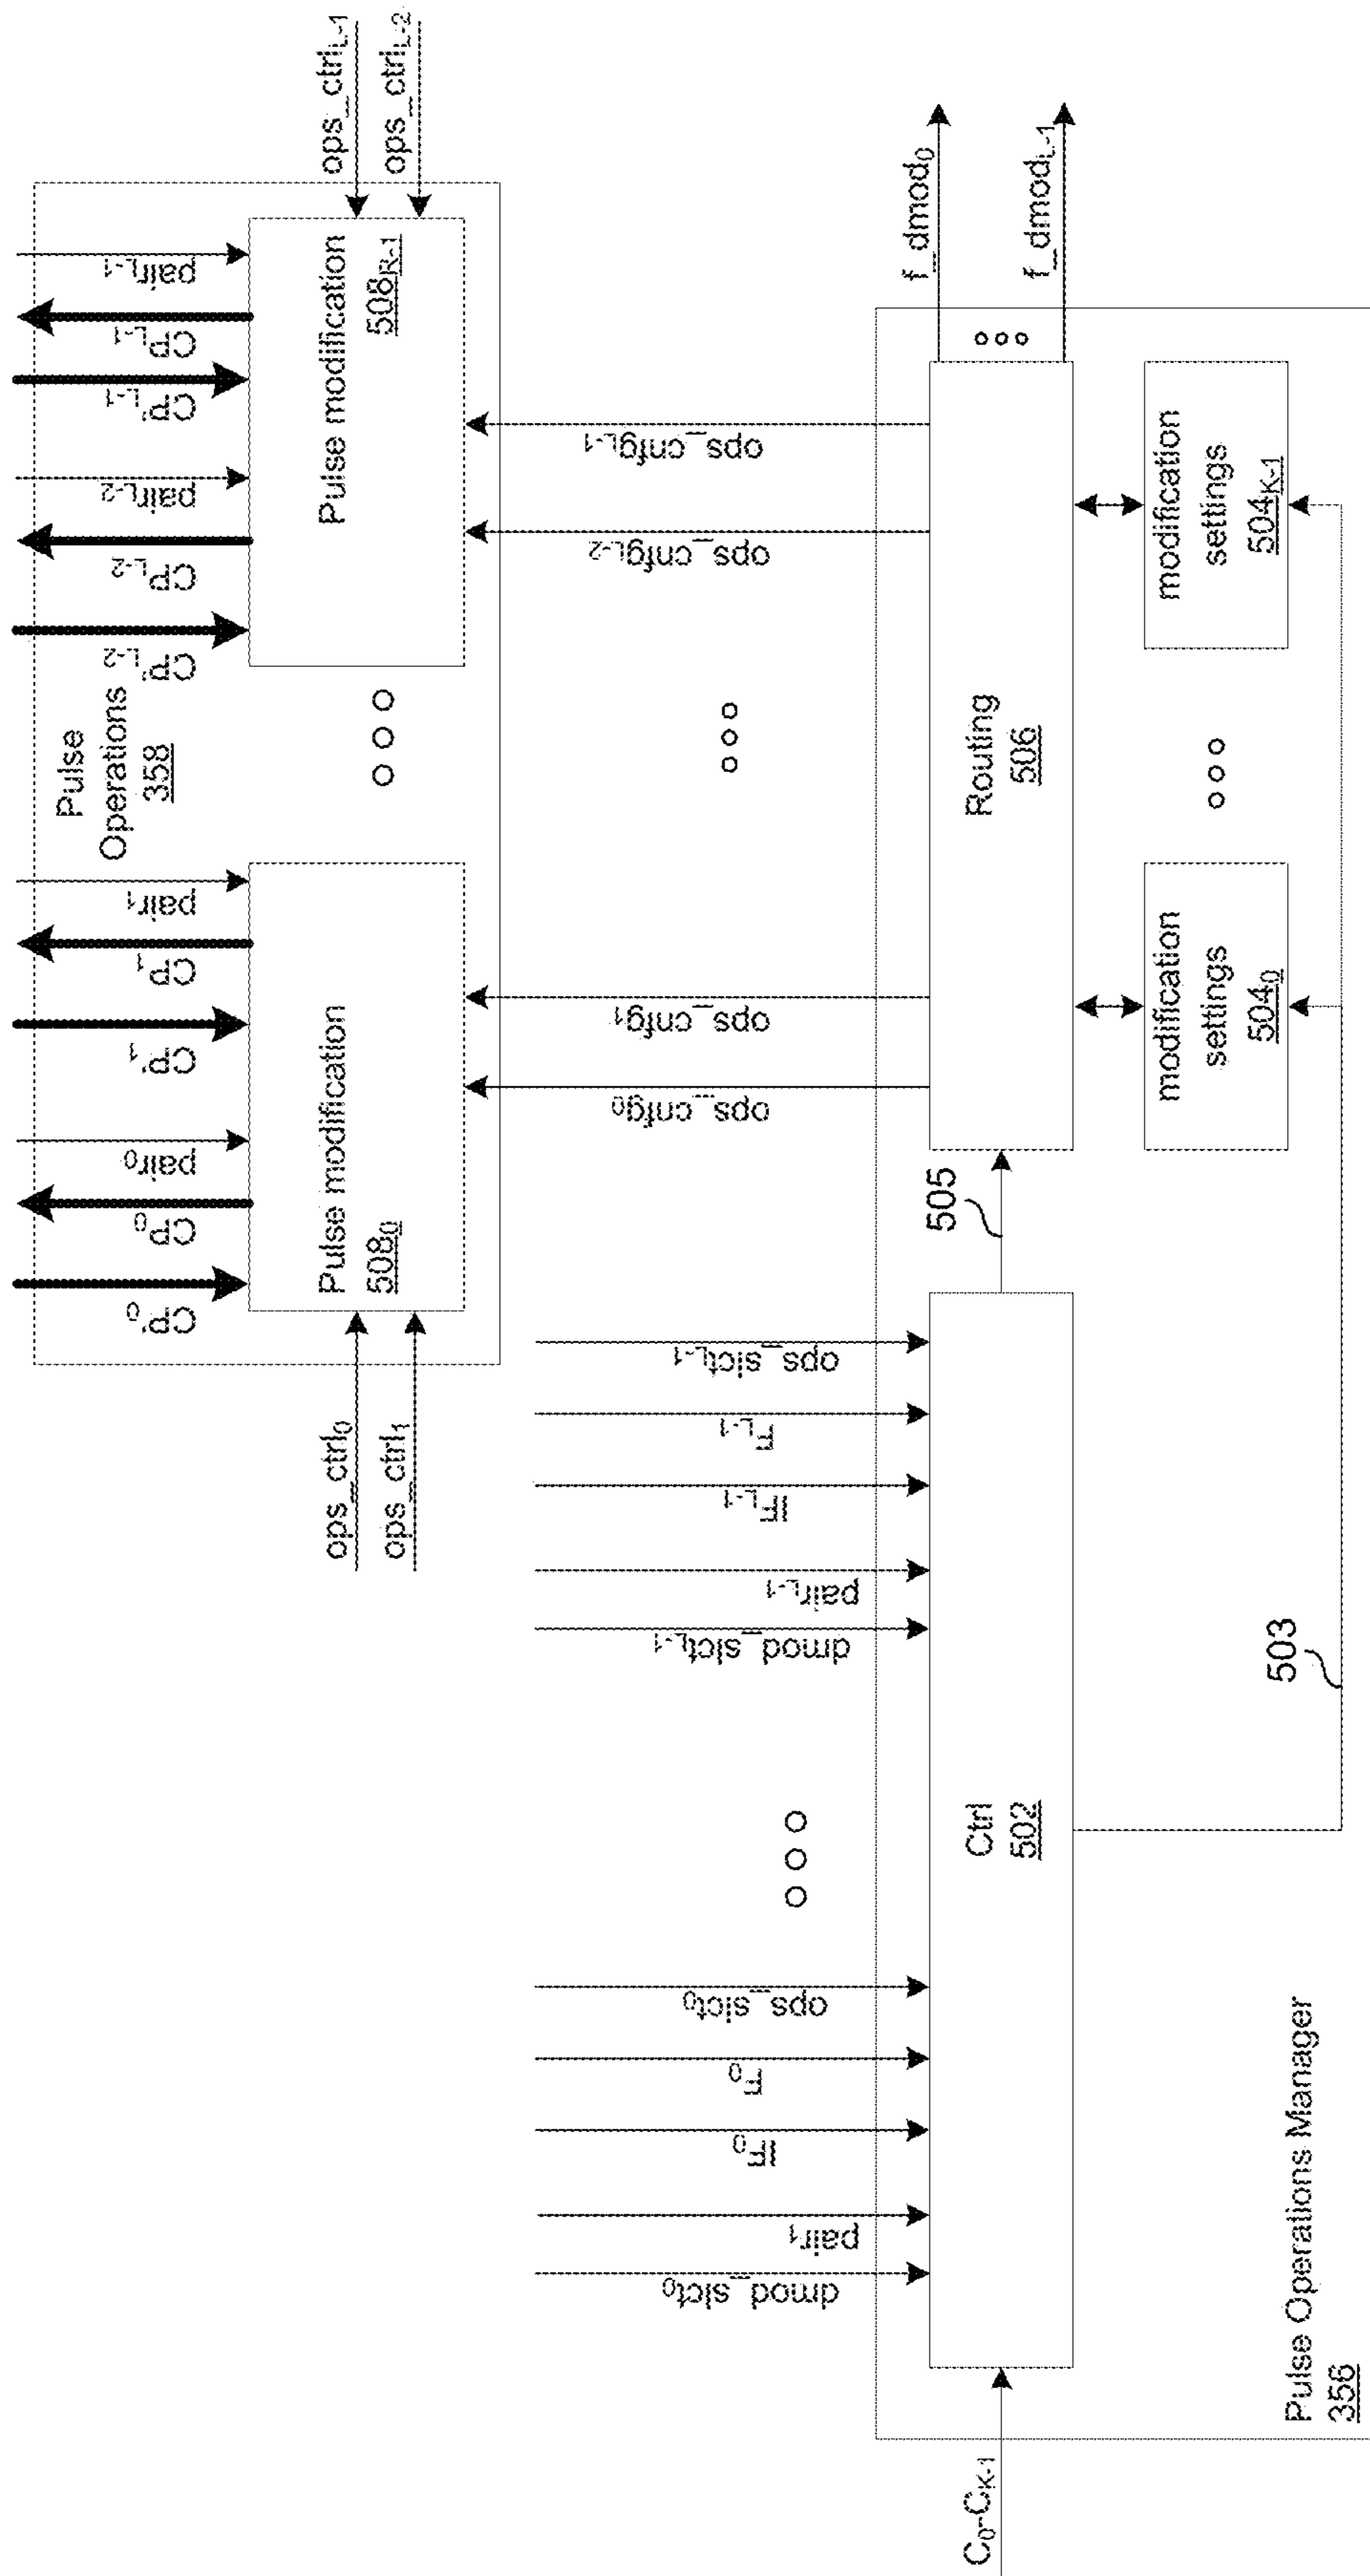 Pulse
Operations
358
CP'₀
CP₀
pair₀
CP'₁
CP₁
pair₁
CP'L-2
CPL-2
pairL-2
CP'L-1
CPL-1
pairL-1
Pulse modification
508₀
Pulse modification
508R-1
ops_ctrl₀
ops_ctrl₁
ops_ctrlL-1
ops_ctrlL-2
ops_cnfg₀
ops_cnfg₁
ops_cnfgL-2
ops_cnfgL-1
dmod_slct₀
pair₁
IF₀
F₀
ops_slct₀
dmod_slctL-1
pairL-1
IFL-1
FL-1
ops_slctL-1
C₀-CK-1
Ctrl
502
505
Routing
506
f_dmod₀
f_dmodL-1
modification
settings
504₀
modification
settings
504K-1
503
Pulse Operations Manager
356